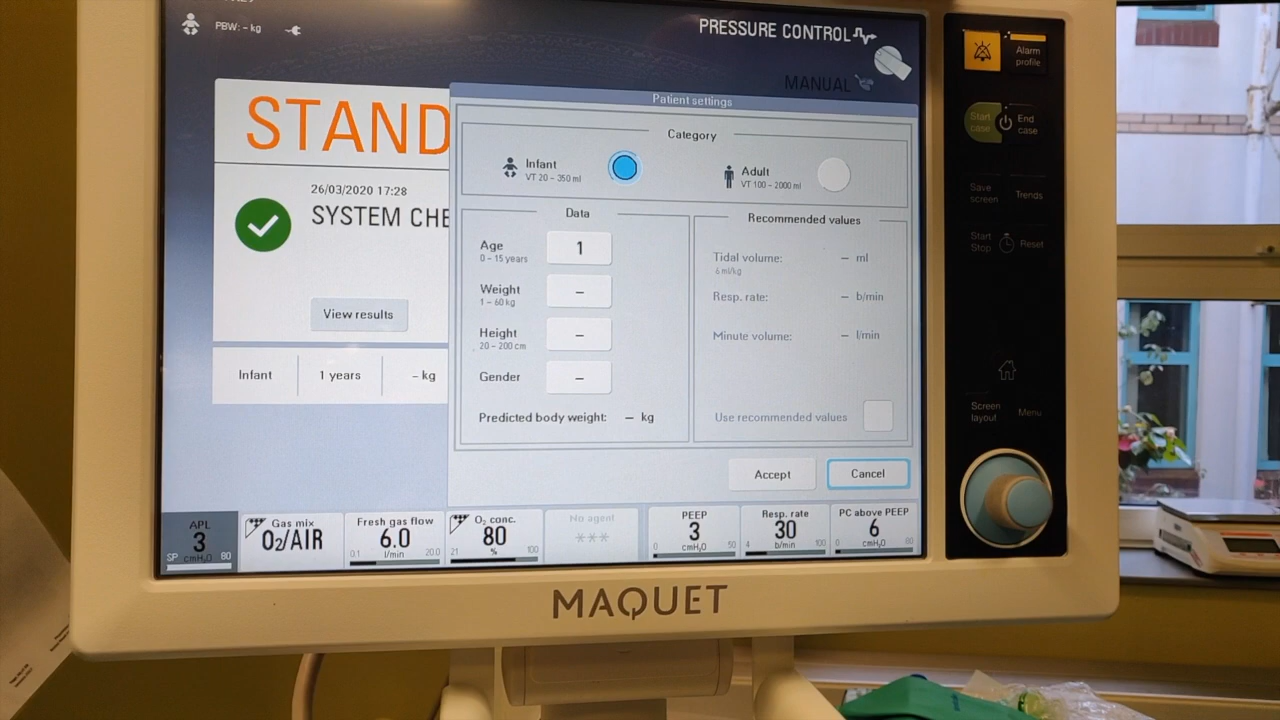 PBW: – kg
PRESSURE CONTROL
MANUAL
STAND
26/03/2020 17:28
SYSTEM CHE
View results
Infant
1 years
– kg
Patient settings
Category
Infant
VT 20 – 350 ml
Adult
VT 100 – 2000 ml
Data
Age
0 – 15 years
1
Weight
1 – 60 kg
–
Height
20 – 200 cm
–
Gender
–
Predicted body weight: – kg
Recommended values
Tidal volume: – ml
6 ml/kg
Resp. rate: – b/min
Minute volume: – l/min
Use recommended values
Accept
Cancel
APL
3
SP cmH₂O 80
Gas mix
O₂/AIR
Fresh gas flow
6.0
0.1 l/min 20.0
O₂ conc.
80
21 % 100
No agent
***
PEEP
3
0 cmH₂O 50
Resp. rate
30
4 b/min 100
PC above PEEP
6
0 cmH₂O 80
Alarm
profile
Start
case
End
case
Save
screen
Trends
Start
Stop
Reset
Screen
layout
Menu
MAQUET